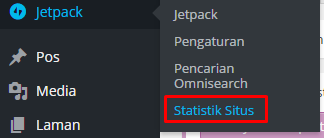 Jetpack
Pos
Media
Laman
Jetpack
Pengaturan
Pencarian
Omnisearch
Statistik Situs